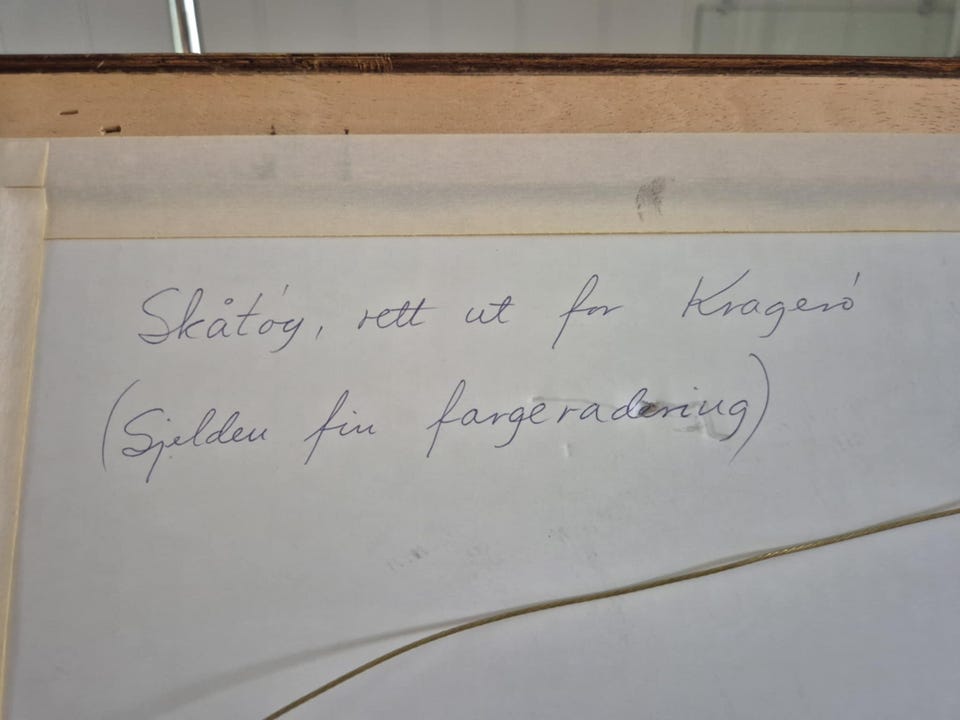 Skåtøy, rett ut for Kragerø
(Sjelden fin fargeradering)